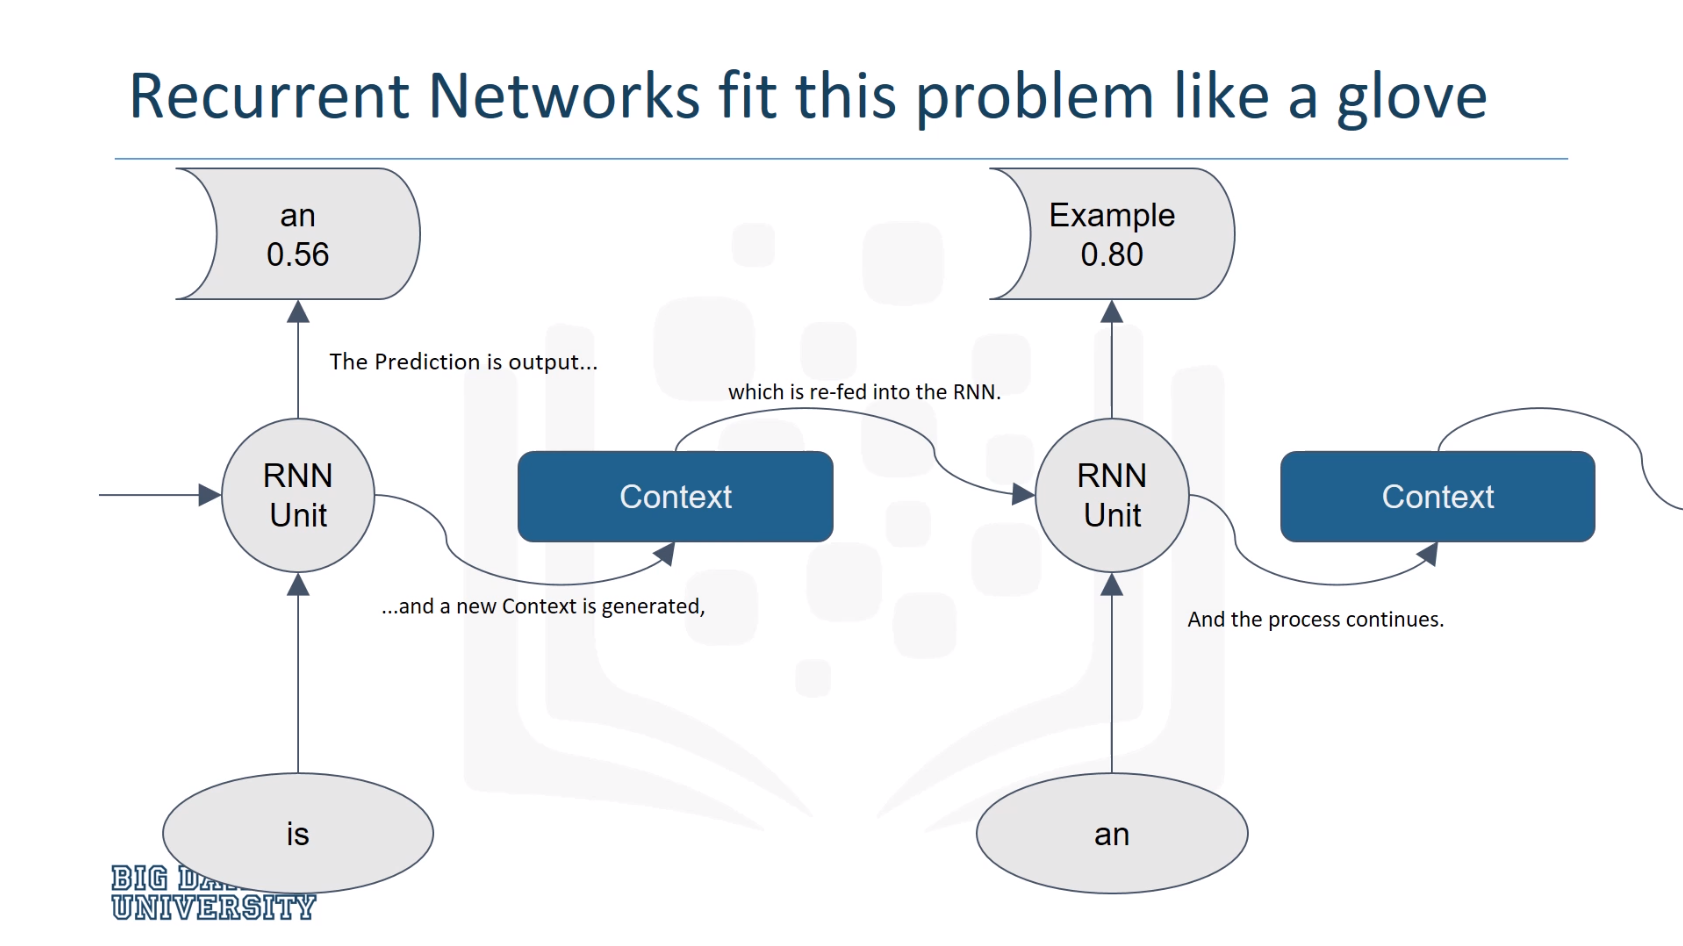 Recurrent Networks fit this problem like a glove
an
0.56
Example
0.80
The Prediction is output...
which is re-fed into the RNN.
RNN
Unit
Context
RNN
Unit
Context
...and a new Context is generated,
And the process continues.
is
an
BIG
UNIVERSITY